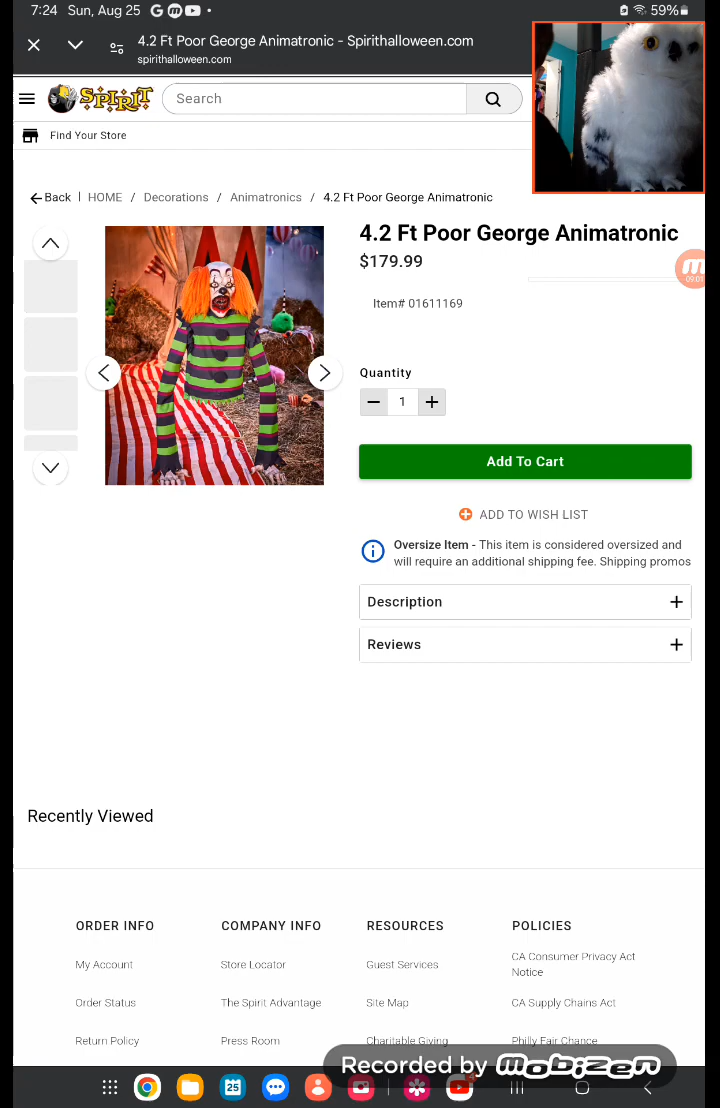 7:24 Sun, Aug 25
59%
4.2 Ft Poor George Animatronic - Spirithalloween.com
spirithalloween.com
SPIRIT
Search
Find Your Store
Back | HOME / Decorations / Animatronics / 4.2 Ft Poor George Animatronic
4.2 Ft Poor George Animatronic
$179.99
09:01
Item# 01611169
Quantity
1
Add To Cart
ADD TO WISH LIST
Oversize Item - This item is considered oversized and
will require an additional shipping fee. Shipping promos
Description
Reviews
Recently Viewed
ORDER INFO COMPANY INFO RESOURCES POLICIES
My Account Store Locator Guest Services CA Consumer Privacy Act
Notice
Order Status The Spirit Advantage Site Map CA Supply Chains Act
Return Policy Press Room Charitable Giving Philly Fair Chance
Recorded by mobizen
25